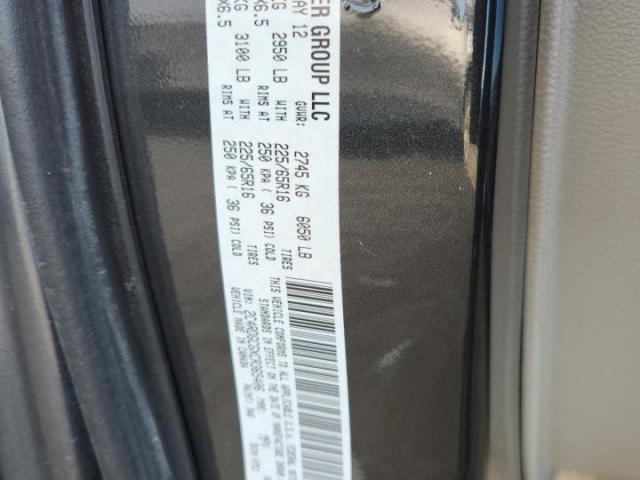 ER GROUP LLC
AY 12 GVWR: 2745 KG 6050 LB
KG 2950 LB WITH 225/65R16 TIRES
X6.5 RIMS AT 250 KPA ( 36 PSI) COLD
KG 3100 LB WITH 225/65R16 TIRES
X6.5 RIMS AT 250 KPA ( 36 PSI) COLD
THIS VEHICLE CONFORMS TO ALL APPLICABLE U.S.A. FEDERAL
STANDARDS IN EFFECT ON THE DATE OF MANUFACTURE
VIN: TYPE:
VEHICLE MADE IN CANADA